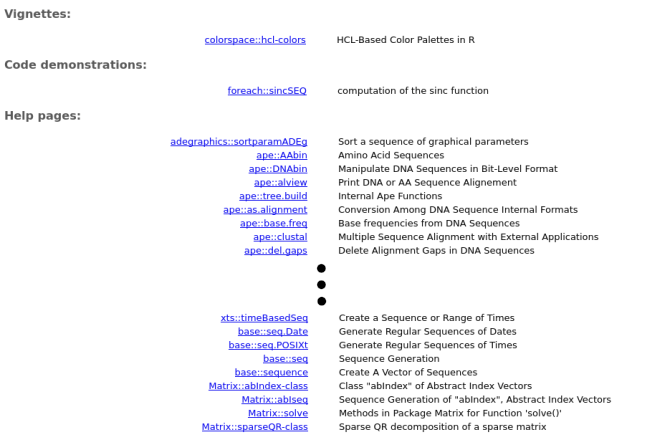 Vignettes:
colorspace::hcl-colors HCL-Based Color Palettes in R
Code demonstrations:
foreach::sincSEQ computation of the sinc function
Help pages:
adegraphics::sortparamADEg Sort a sequence of graphical parameters
ape::AAbin Amino Acid Sequences
ape::DNAbin Manipulate DNA Sequences in Bit-Level Format
ape::alview Print DNA or AA Sequence Alignement
ape::tree.build Internal Ape Functions
ape::as.alignment Conversion Among DNA Sequence Internal Formats
ape::base.freq Base frequencies from DNA Sequences
ape::clustal Multiple Sequence Alignment with External Applications
ape::del.gaps Delete Alignment Gaps in DNA Sequences
xts::timeBasedSeq Create a Sequence or Range of Times
base::seq.Date Generate Regular Sequences of Dates
base::seq.POSIXt Generate Regular Sequences of Times
base::seq Sequence Generation
base::sequence Create A Vector of Sequences
Matrix::abIndex-class Class "abIndex" of Abstract Index Vectors
Matrix::abIseq Sequence Generation of "abIndex", Abstract Index Vectors
Matrix::solve Methods in Package Matrix for Function 'solve()'
Matrix::sparseQR-class Sparse QR decomposition of a sparse matrix